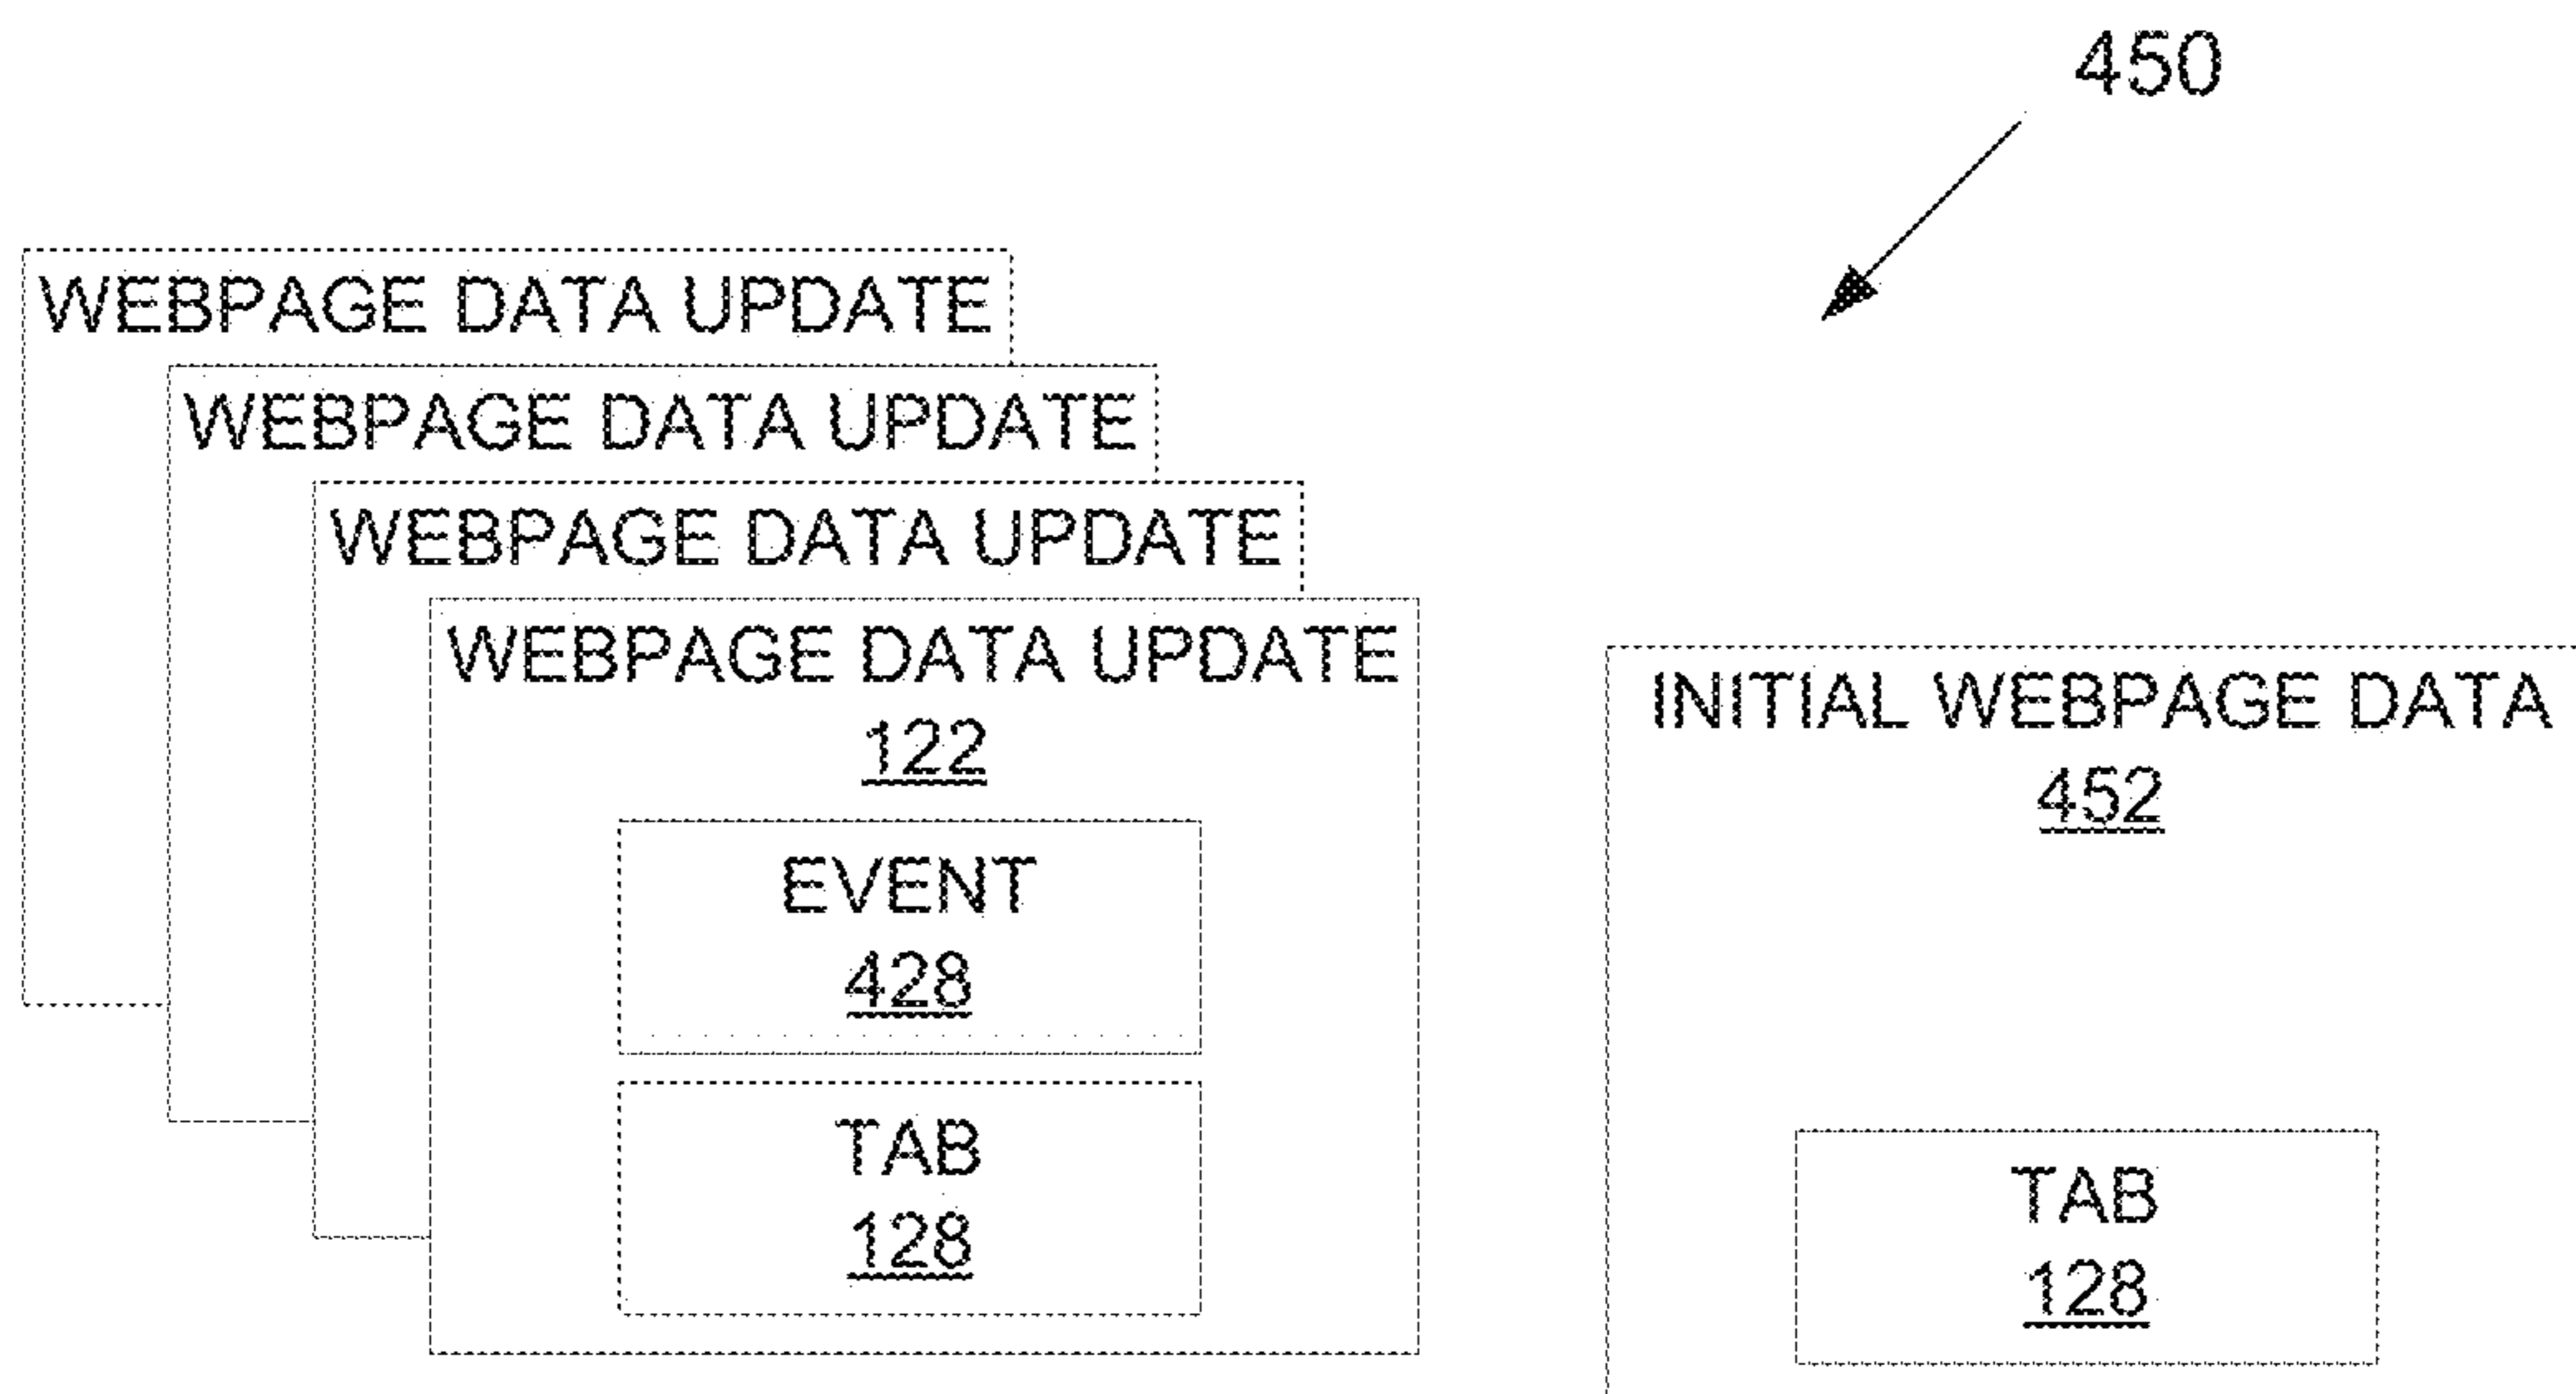 450
WEBPAGE DATA UPDATE
WEBPAGE DATA UPDATE
WEBPAGE DATA UPDATE
WEBPAGE DATA UPDATE
122
EVENT
428
TAB
128
INITIAL WEBPAGE DATA
452
TAB
128